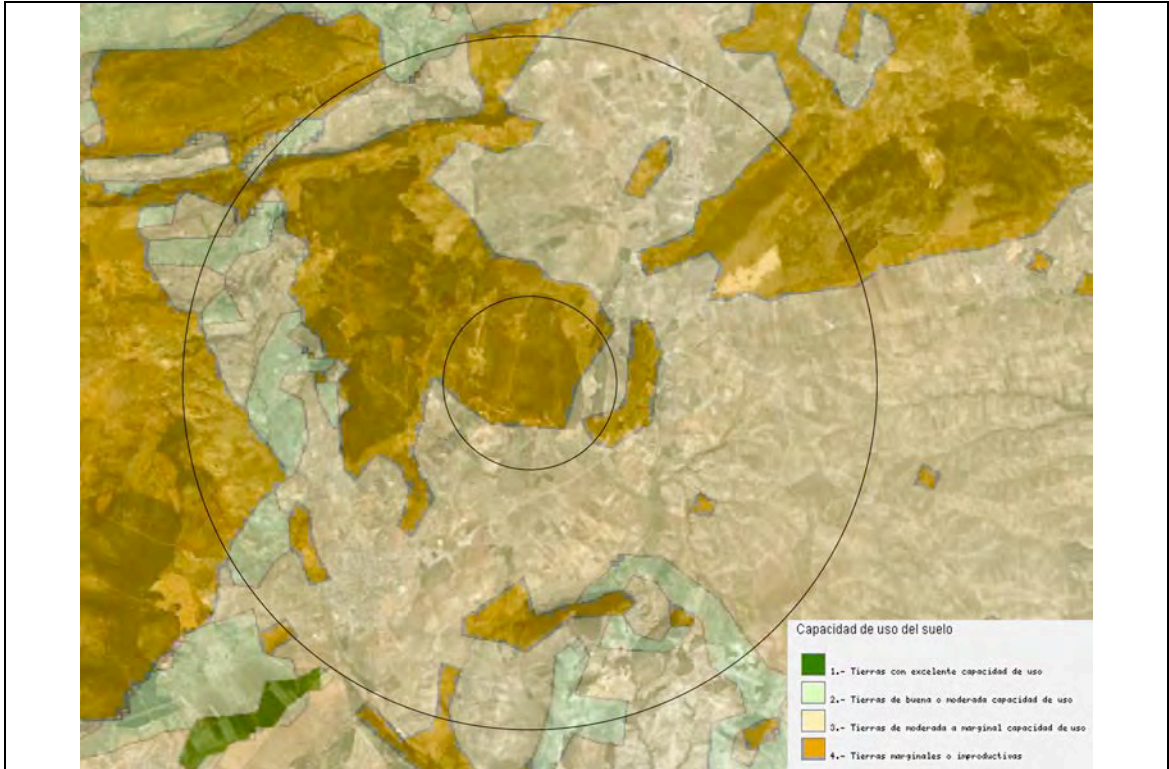 Capacidad de uso del suelo
1.- Tierras con excelente capacidad de uso
2.- Tierras de buena o moderada capacidad de uso
3.- Tierras de moderada a marginal capacidad de uso
4.- Tierras marginales o improductivas